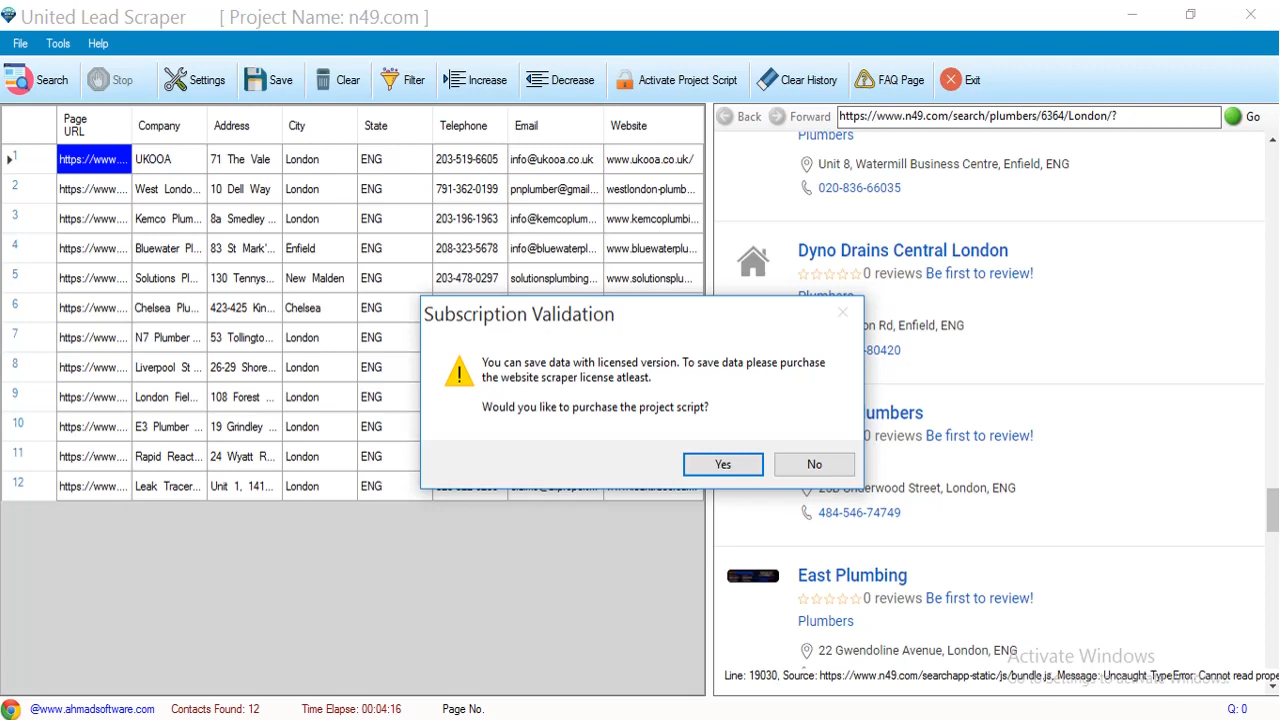 United Lead Scraper [ Project Name: n49.com ]
File Tools Help
Search Stop Settings Save Clear Filter Increase Decrease Activate Project Script Clear History FAQ Page Exit
Page URL Company Address City State Telephone Email Website
1 https://www.... UKOOA 71 The Vale London ENG 203-519-6605 info@ukooa.co.uk www.ukooa.co.uk/
2 https://www.... West Londo... 10 Dell Way London ENG 791-362-0199 pnplumber@gmail... westlondon-plumb...
3 https://www.... Kemco Plum... 8a Smedley ... London ENG 203-196-1963 info@kemcoplum... www.kemcoplumbi...
4 https://www.... Bluewater Pl... 83 St Mark'... Enfield ENG 208-323-5678 info@bluewaterpl... www.bluewaterplu...
5 https://www.... Solutions Pl... 130 Tennys... New Malden ENG 203-478-0297 solutionsplumbing... www.solutionsplu...
6 https://www.... Chelsea Plu... 423-425 Kin... Chelsea ENG
7 https://www.... N7 Plumber ... 53 Tollingto... London ENG
8 https://www.... Liverpool St ... 26-29 Shore... London ENG
9 https://www.... London Fiel... 108 Forest ... London ENG
10 https://www.... E3 Plumber ... 19 Grindley ... London ENG
11 https://www.... Rapid React... 24 Wyatt R... London ENG
12 https://www.... Leak Tracer... Unit 1, 141... London ENG
Back Forward https://www.n49.com/search/plumbers/6364/London/? Go
Plumbers
Unit 8, Watermill Business Centre, Enfield, ENG
020-836-66035
Dyno Drains Central London
0 reviews Be first to review!
Plumbers
on Rd, Enfield, ENG
-80420
umbers
0 reviews Be first to review!
Underwood Street, London, ENG
484-546-74749
East Plumbing
0 reviews Be first to review!
Plumbers
22 Gwendoline Avenue, London, ENG
Activate Windows
Line: 19030, Source: https://www.n49.com/searchapp-static/js/bundle.js, Message: Uncaught TypeError: Cannot read prope
Go to Settings to activate Windows.
Subscription Validation
You can save data with licensed version. To save data please purchase
the website scraper license atleast.
Would you like to purchase the project script?
Yes No
@www.ahmadsoftware.com Contacts Found: 12 Time Elapse: 00:04:16 Page No. Q: 0